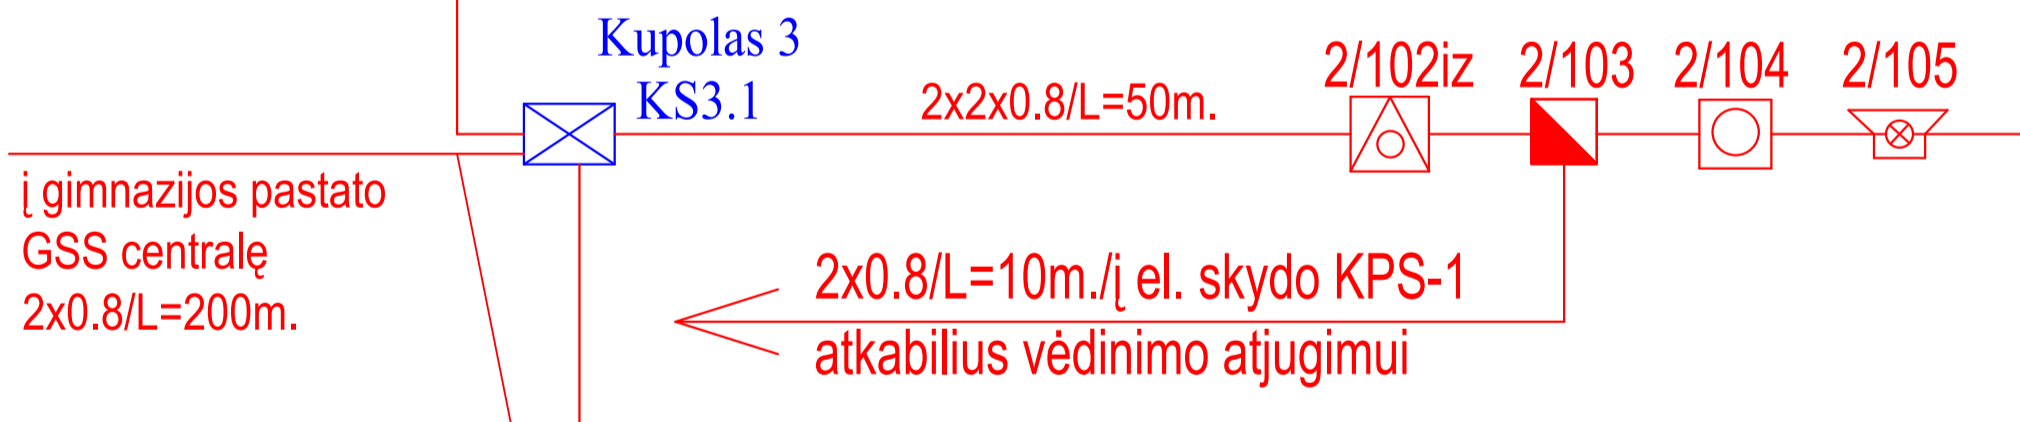 Kupolas 3
KS3.1
2x2x0.8/L=50m.
2/102iz
2/103
2/104
2/105
į gimnazijos pastato
GSS centralę
2x0.8/L=200m.
2x0.8/L=10m./į el. skydo KPS-1
atkabilius vėdinimo atjugimui